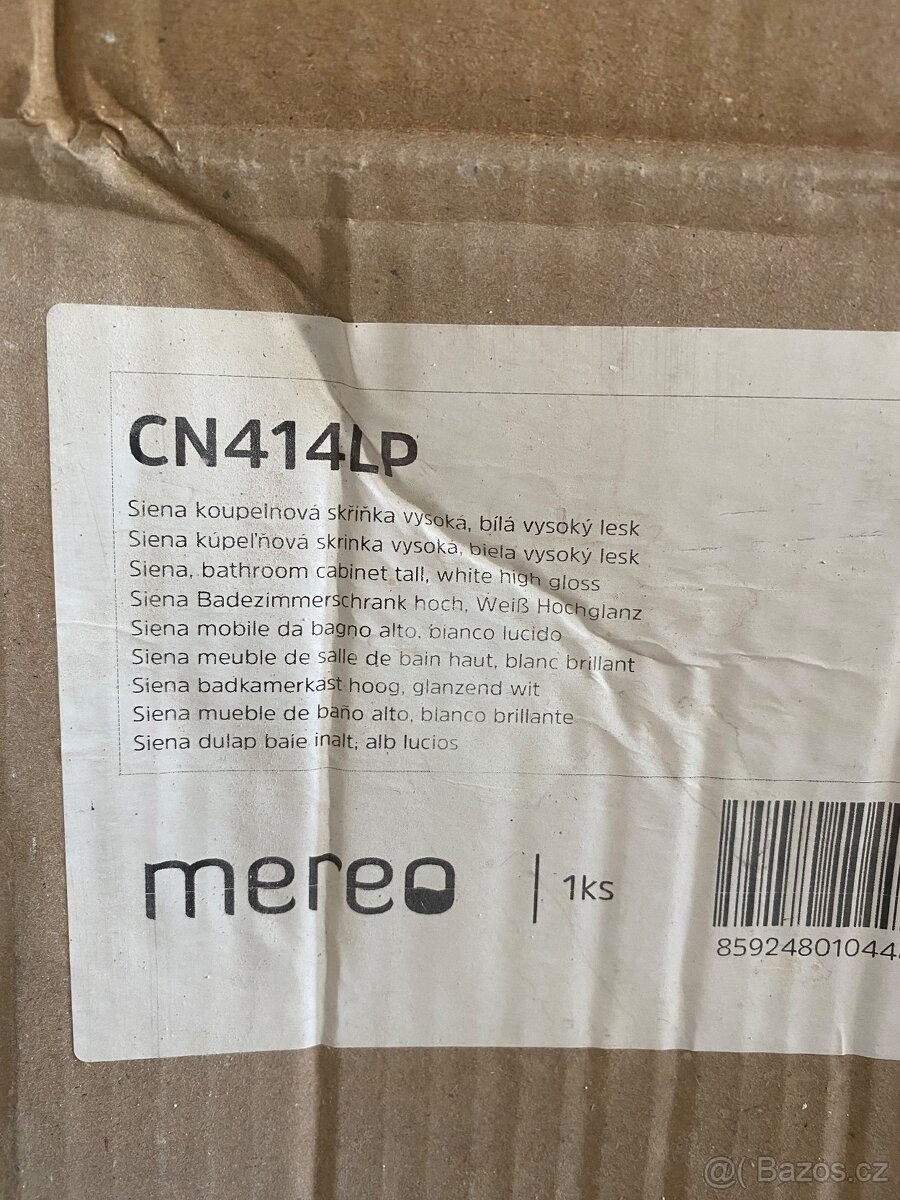 CN414LP
Siena koupelnová skříňka vysoká, bílá vysoký lesk
Siena kúpeľňová skrinka vysoká, biela vysoký lesk
Siena, bathroom cabinet tall, white high gloss
Siena Badezimmerschrank hoch, Weiß Hochglanz
Siena mobile da bagno alto, bianco lucido
Siena meuble de salle de bain haut, blanc brillant
Siena badkamerkast hoog, glanzend wit
Siena mueble de baño alto, blanco brillante
Siena dulap baie inalt, alb lucios
mereo | 1ks
85924801044
@( Bazoš.cz